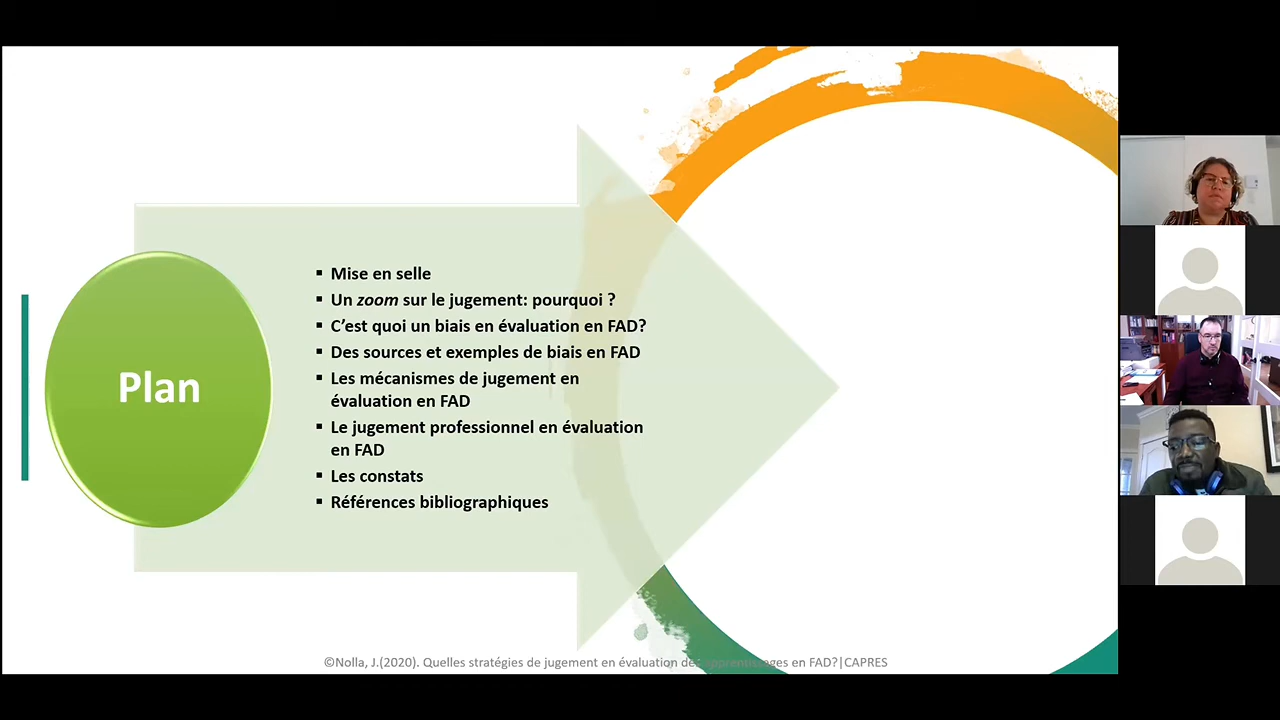 Plan
▪ Mise en selle
▪ Un zoom sur le jugement: pourquoi ?
▪ C’est quoi un biais en évaluation en FAD?
▪ Des sources et exemples de biais en FAD
▪ Les mécanismes de jugement en
évaluation en FAD
▪ Le jugement professionnel en évaluation
en FAD
▪ Les constats
▪ Références bibliographiques
©Nolla, J.(2020). Quelles stratégies de jugement en évaluation des apprentissages en FAD?|CAPRES